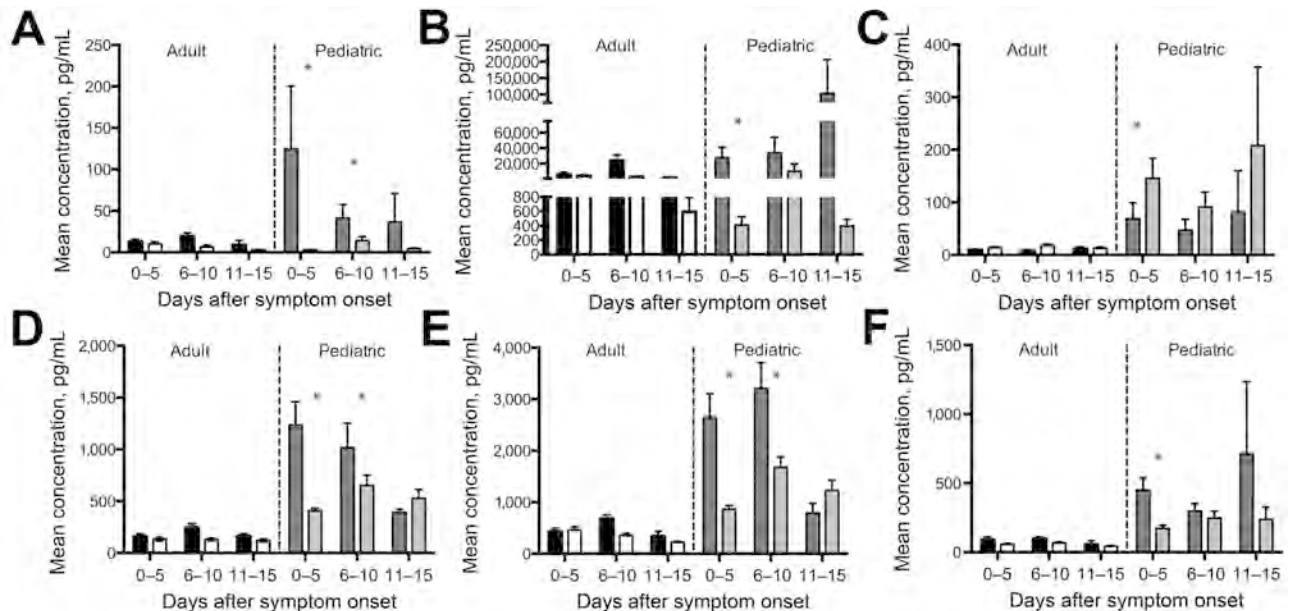 A
Mean concentration, pg/mL
250
200
150
100
50
0
Adult
Pediatric
*
*
0–5 6–10 11–15 0–5 6–10 11–15
Days after symptom onset
B
Mean concentration, pg/mL
250,000
200,000
150,000
100,000
60,000
40,000
20,000
800
600
400
200
0
Adult
Pediatric
*
0–5 6–10 11–15 0–5 6–10 11–15
Days after symptom onset
C
Mean concentration, pg/mL
400
300
200
100
0
Adult
Pediatric
*
0–5 6–10 11–15 0–5 6–10 11–15
Days after symptom onset
D
Mean concentration, pg/mL
2,000
1,500
1,000
500
0
Adult
Pediatric
* *
0–5 6–10 11–15 0–5 6–10 11–15
Days after symptom onset
E
Mean concentration, pg/mL
4,000
3,000
2,000
1,000
0
Adult
Pediatric
* *
0–5 6–10 11–15 0–5 6–10 11–15
Days after symptom onset
F
Mean concentration, pg/mL
1,500
1,000
500
0
Adult
Pediatric
*
0–5 6–10 11–15 0–5 6–10 11–15
Days after symptom onset